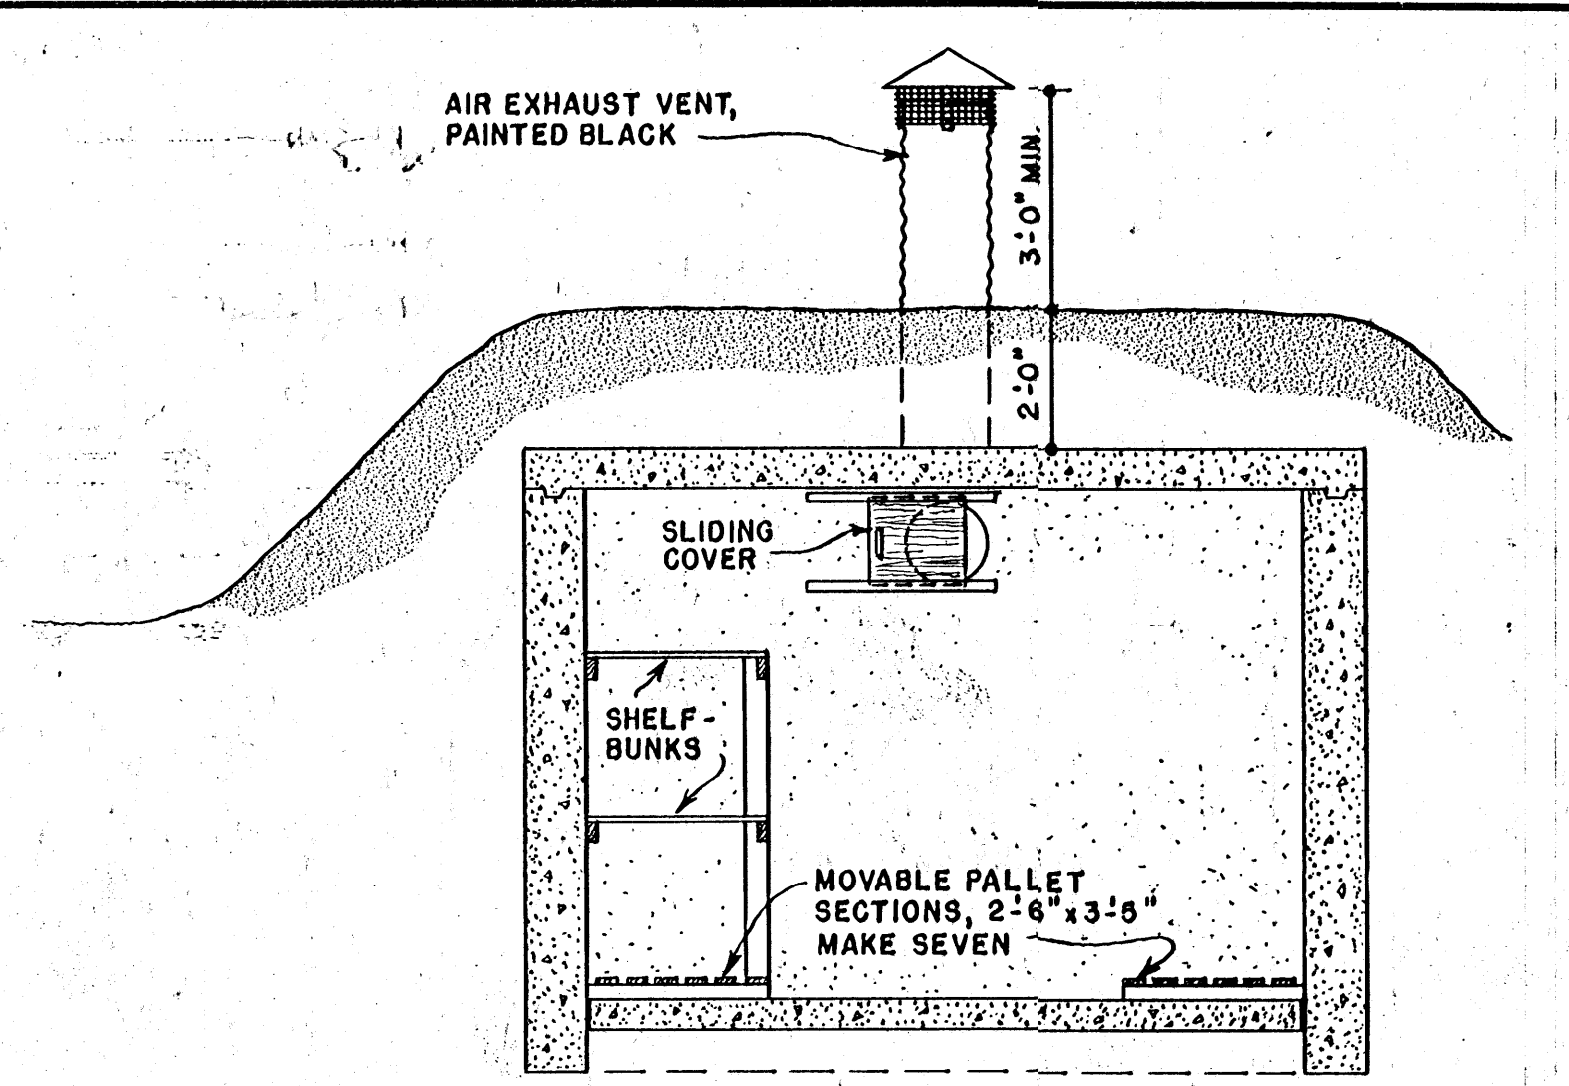 AIR EXHAUST VENT,
PAINTED BLACK
3'-0" MIN.
2'-0"
SLIDING
COVER
SHELF-
BUNKS
MOVABLE PALLET
SECTIONS, 2'-6" x 3'-5"
MAKE SEVEN